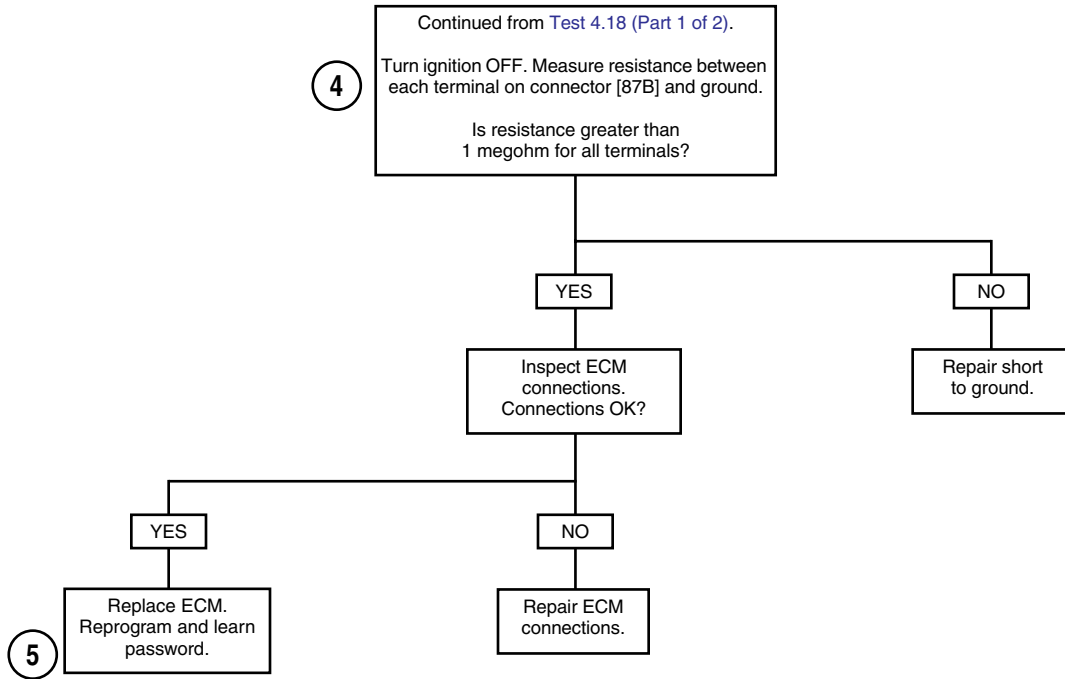 Continued from Test 4.18 (Part 1 of 2).
4
Turn ignition OFF. Measure resistance between
each terminal on connector [87B] and ground.
Is resistance greater than
1 megohm for all terminals?
YES
NO
Inspect ECM
connections.
Connections OK?
Repair short
to ground.
YES
NO
Replace ECM.
Reprogram and learn
password.
5
Repair ECM
connections.